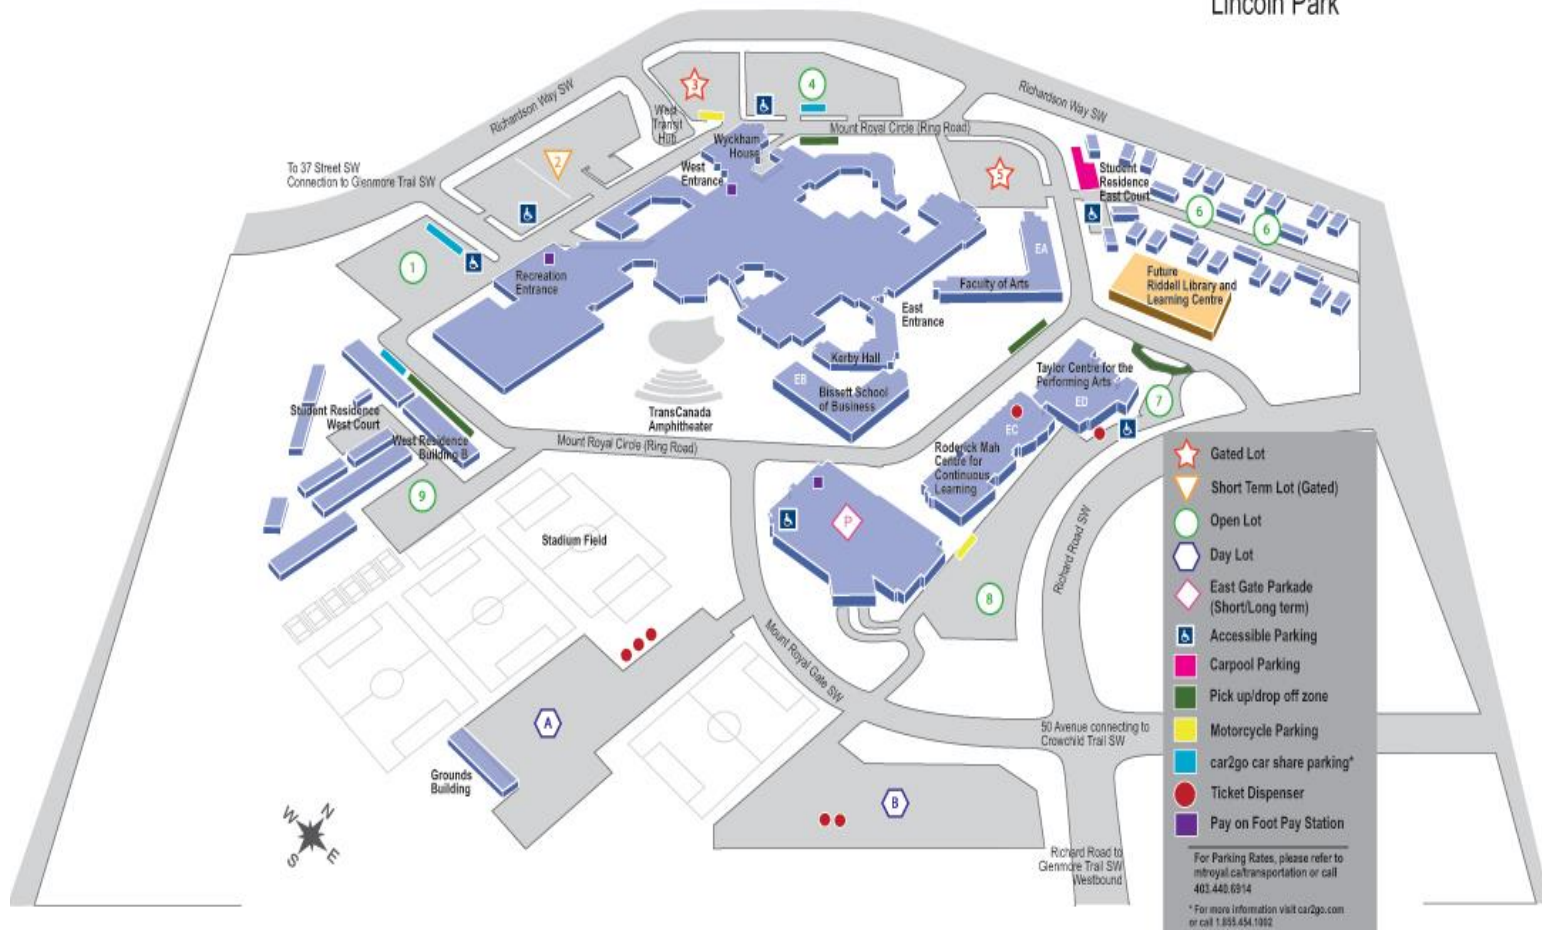 Lincoln Park
Richardson Way SW
Richardson Way SW
3
4
West
Transit
Hub
Wyckham
House
Mount Royal Circle (Ring Road)
2
To 37 Street SW
Connection to Glenmore Trail SW
West
Entrance
5
Student
Residence
East Court
6
6
1
Recreation
Entrance
EA
Faculty of Arts
Future
Riddell Library and
Learning Centre
East
Entrance
Kerby Hall
EB
Bissett School
of Business
TransCanada
Amphitheater
Taylor Centre for the
Performing Arts
ED
7
EC
Roderick Mah
Centre for
Continuous
Learning
Student Residence
West Court
West Residence
Building B
Mount Royal Circle (Ring Road)
9
Stadium Field
P
8
Richard Road SW
Mount Royal Gate SW
A
Grounds
Building
B
50 Avenue connecting to
Crowchild Trail SW
Richard Road to
Glenmore Trail SW
Westbound
N
W
E
S
Gated Lot
Short Term Lot (Gated)
Open Lot
Day Lot
P
East Gate Parkade
(Short/Long term)
Accessible Parking
Carpool Parking
Pick up/drop off zone
Motorcycle Parking
car2go car share parking*
Ticket Dispenser
Pay on Foot Pay Station
For Parking Rates, please refer to
mtroyal.ca/transportation or call
403.440.6914
* For more information visit car2go.com
or call 1.855.454.1002